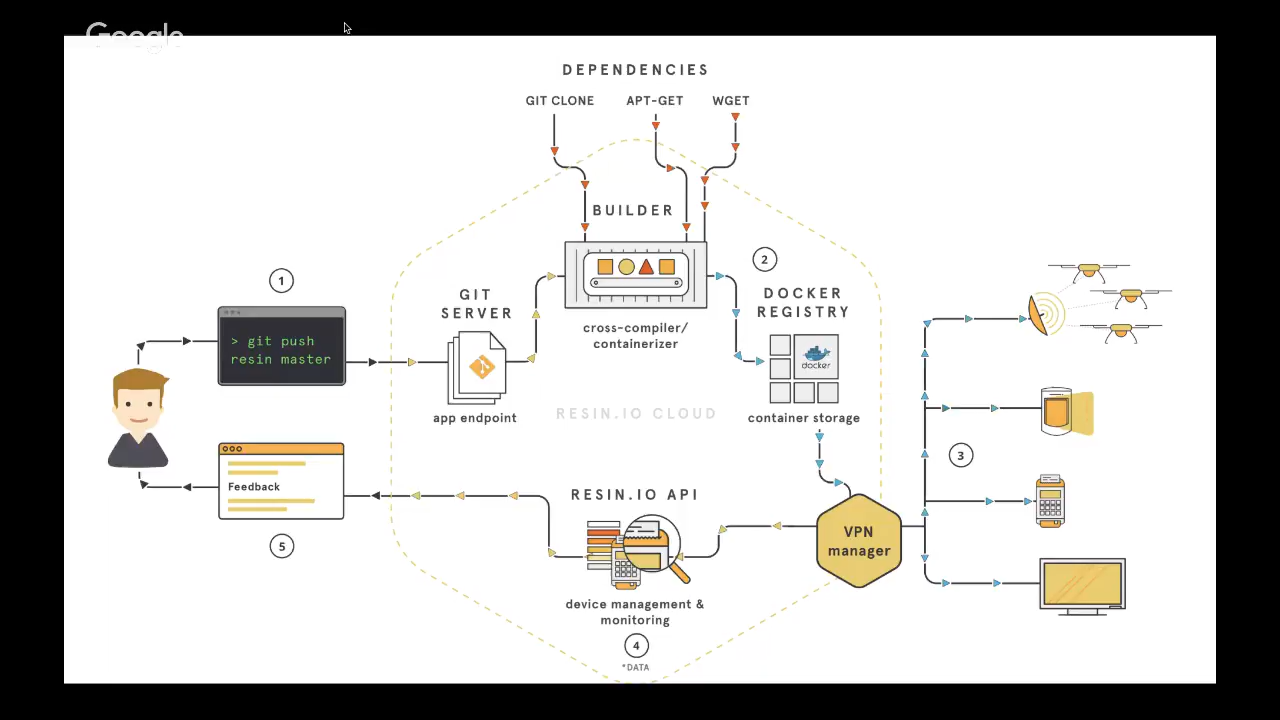 Google
DEPENDENCIES
GIT CLONE APT-GET WGET
BUILDER
cross-compiler/
containerizer
1
> git push
resin master
GIT
SERVER
app endpoint
2
DOCKER
REGISTRY
docker
container storage
RESIN.IO CLOUD
3
VPN
manager
RESIN.IO API
device management &
monitoring
4
*DATA
Feedback
5